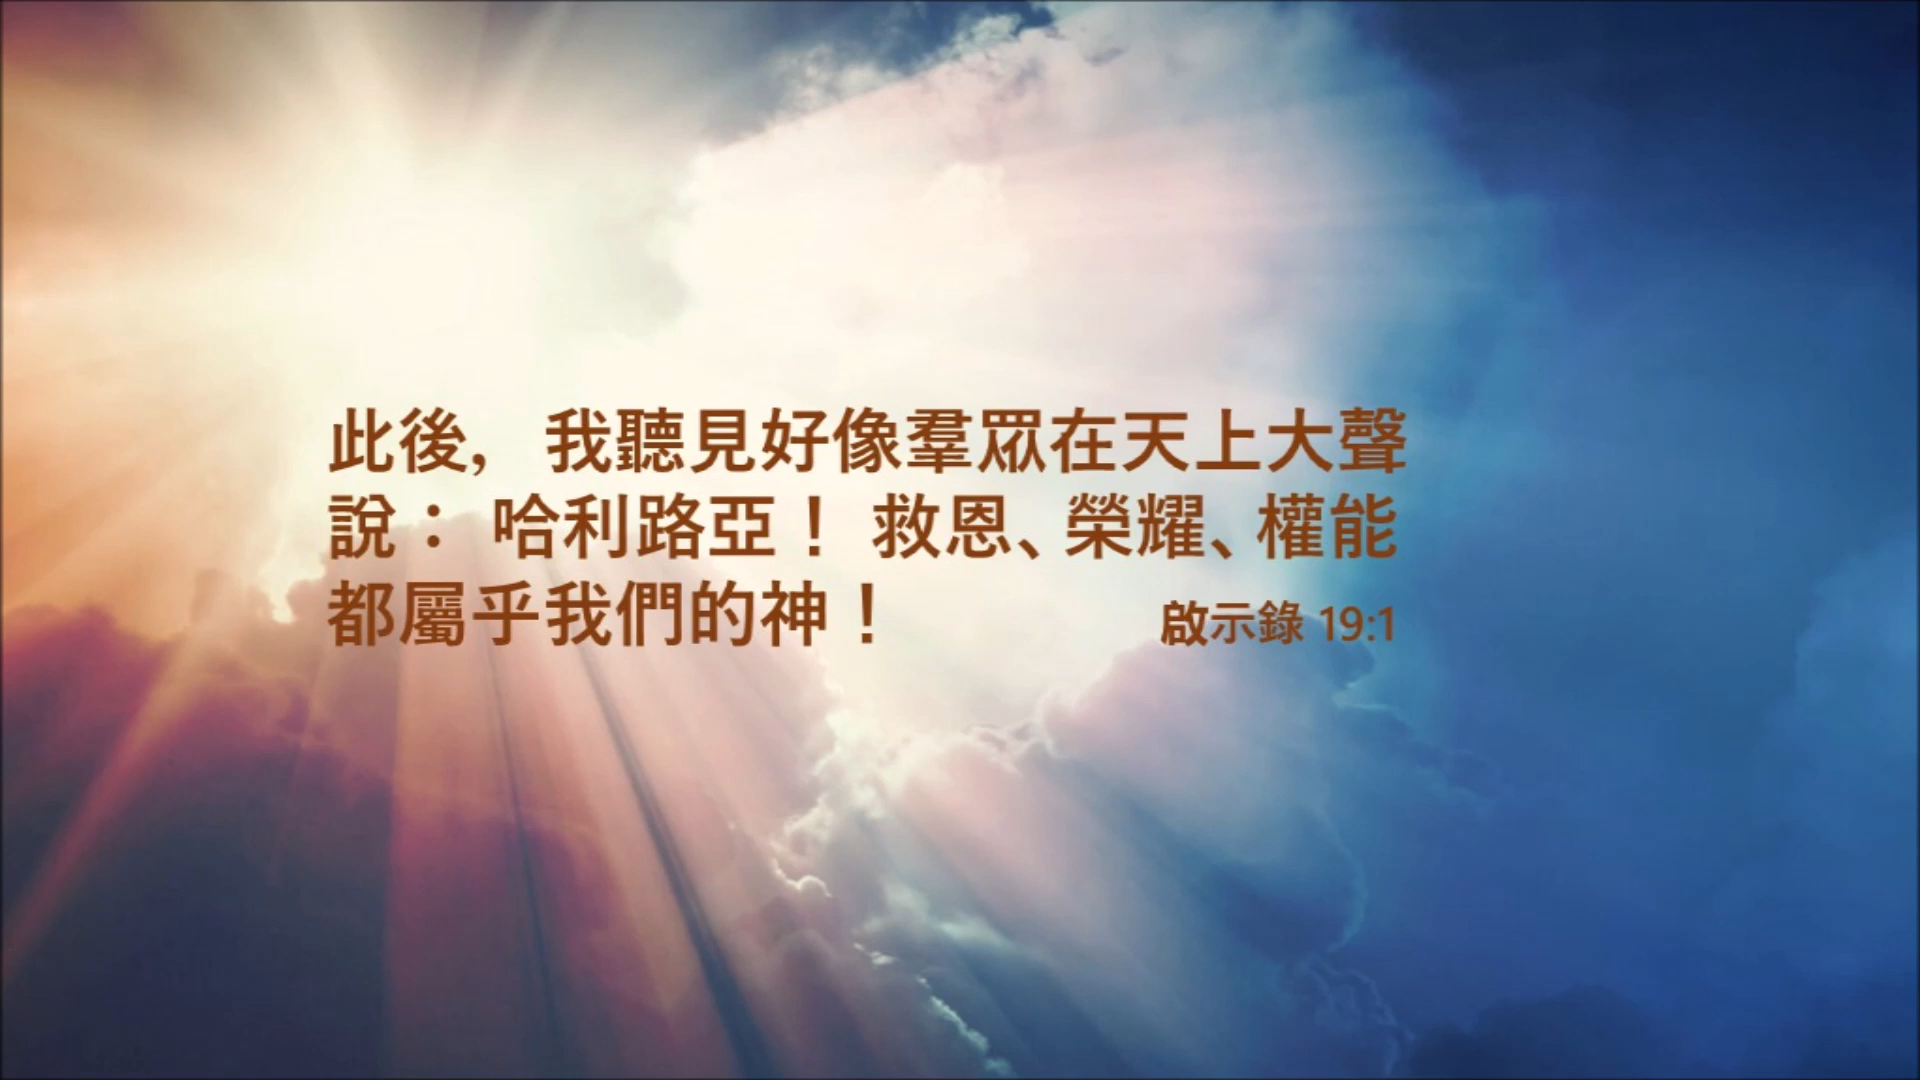 此後, 我聽見好像羣眾在天上大聲
說： 哈利路亞！ 救恩、榮耀、權能
都屬乎我們的神！ 啟示錄 19:1